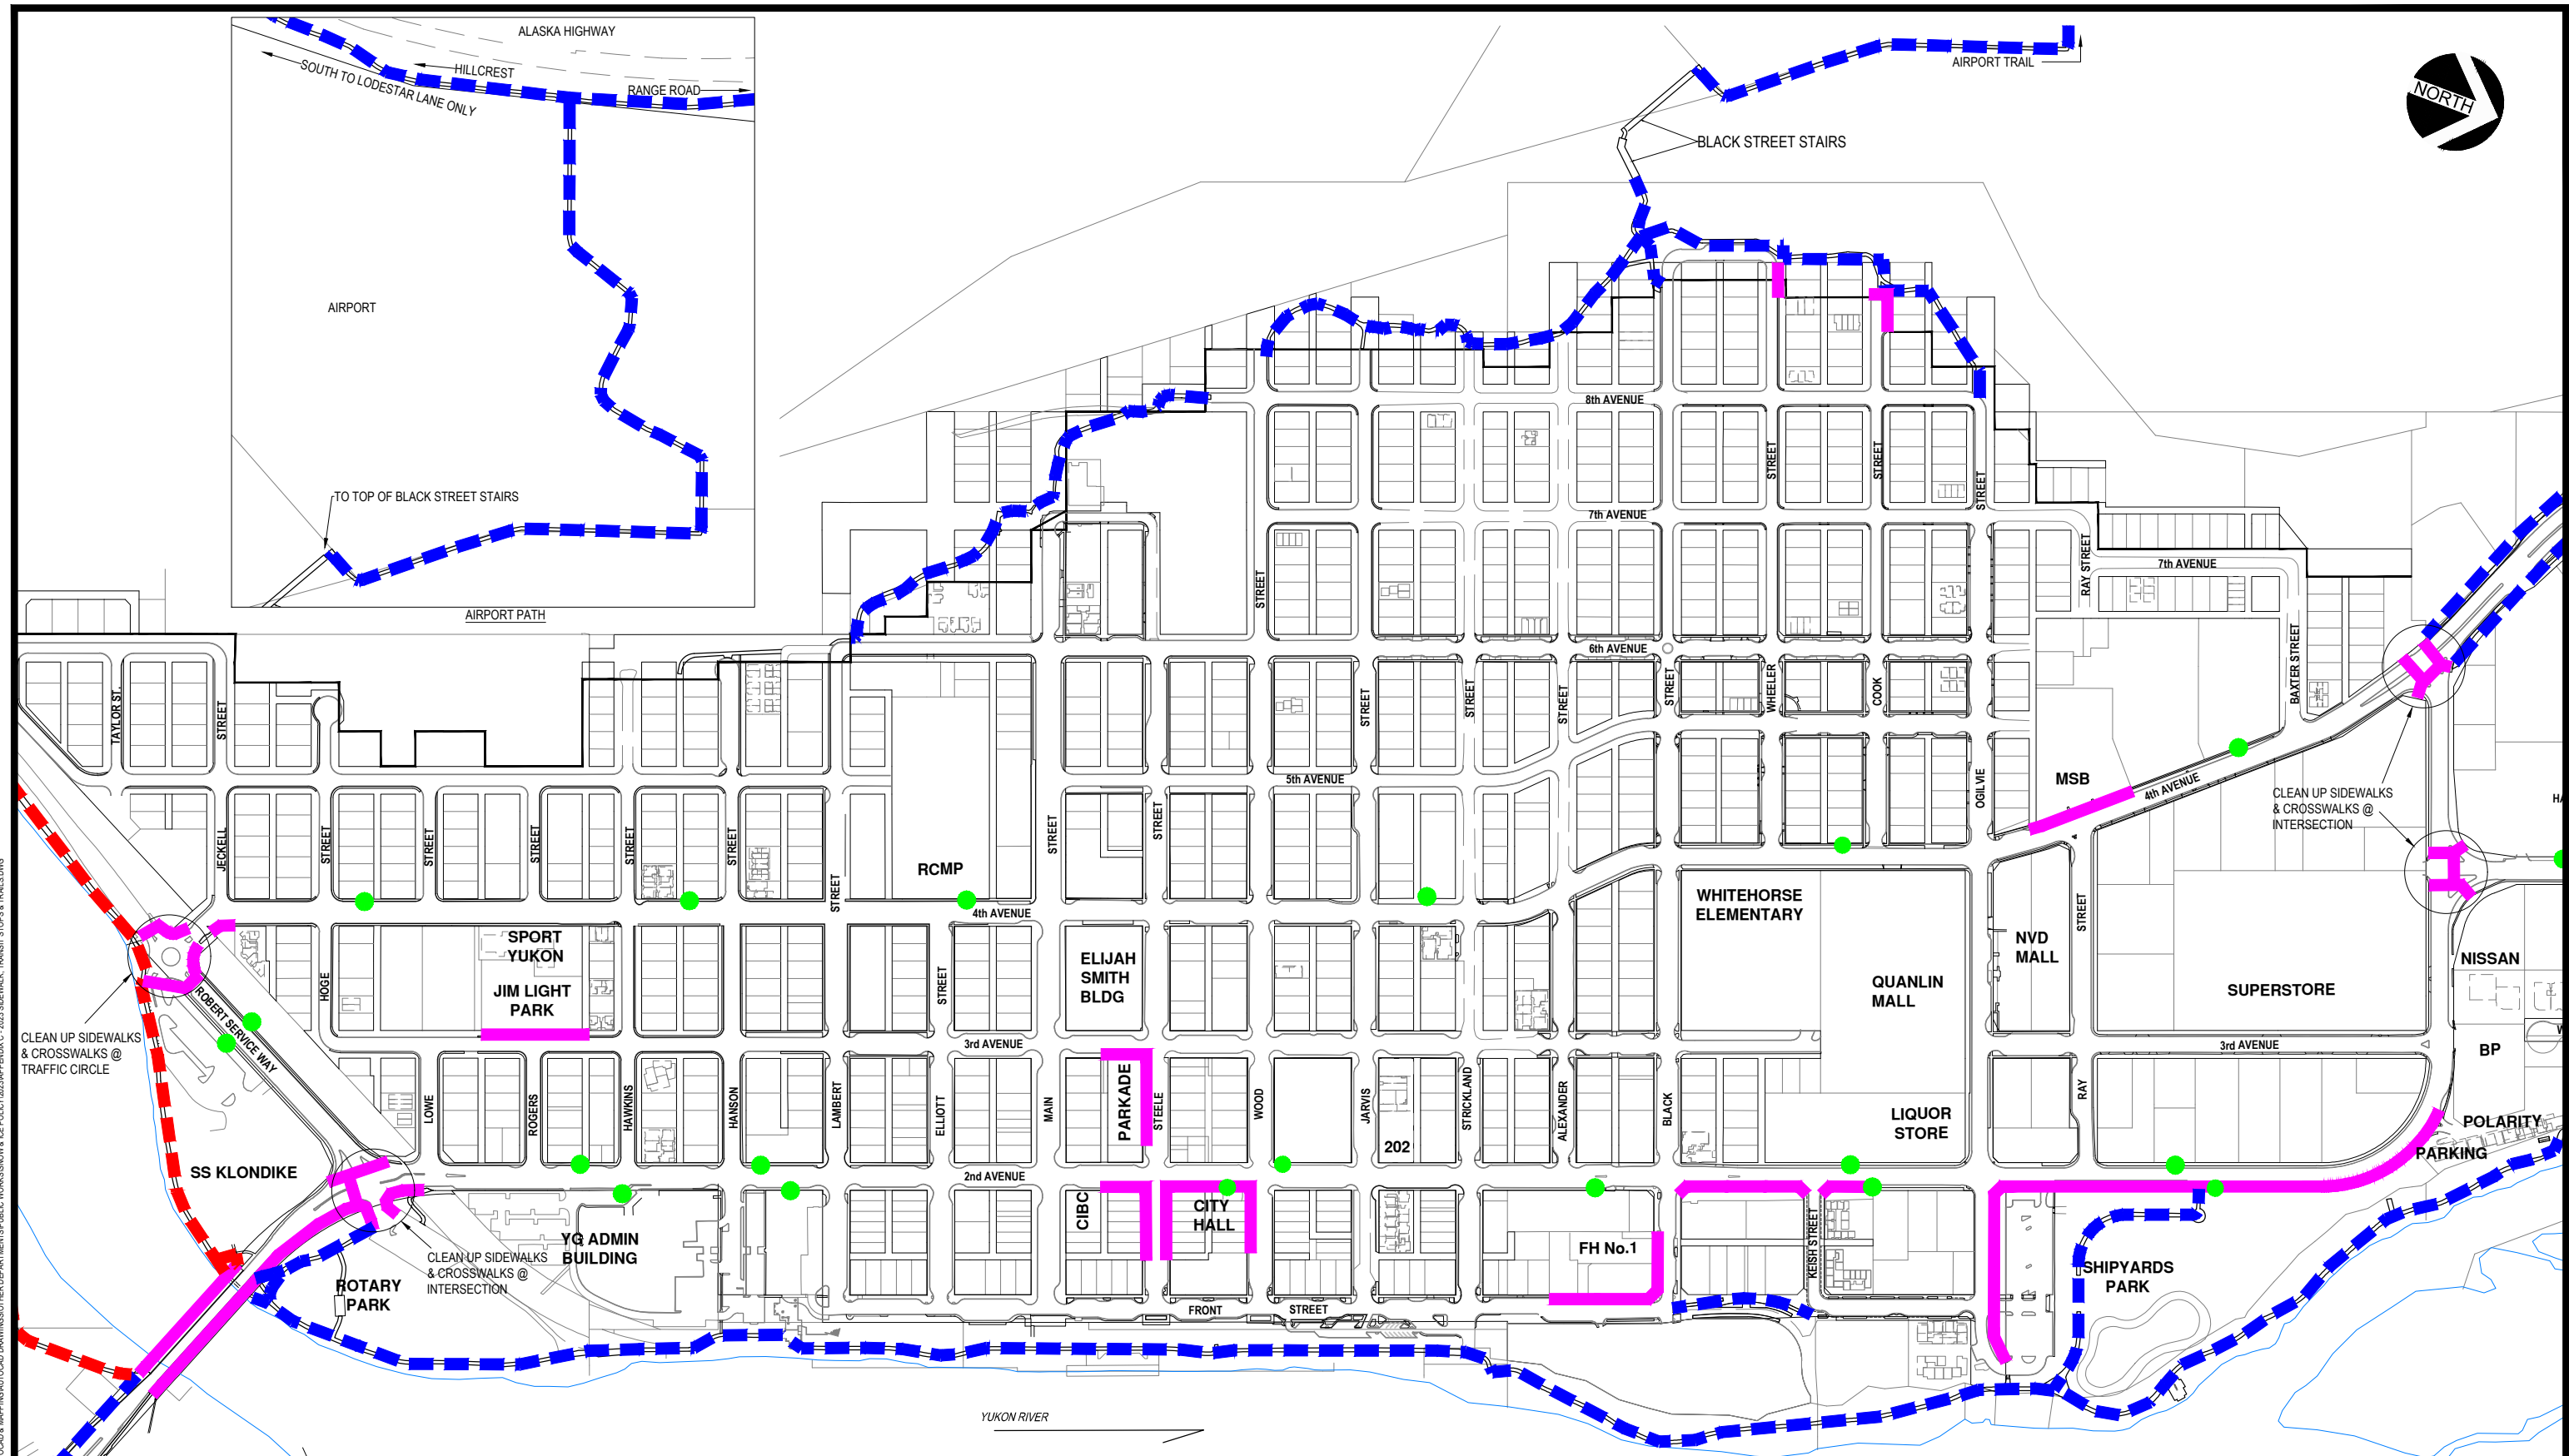 ALASKA HIGHWAY
HILLCREST
SOUTH TO LODESTAR LANE ONLY
RANGE ROAD
AIRPORT
TO TOP OF BLACK STREET STAIRS
AIRPORT PATH
AIRPORT TRAIL
BLACK STREET STAIRS
NORTH
8th AVENUE
STREET
STREET
STREET
7th AVENUE
STREET
RAY STREET
7th AVENUE
6th AVENUE
BAXTER STREET
TAYLOR ST.
STREET
STREET
STREET
STREET
STREET
WHEELER
COOK
5th AVENUE
OGILVIE
MSB
4th AVENUE
CLEAN UP SIDEWALKS
& CROSSWALKS @
INTERSECTION
JECKELL
STREET
STREET
STREET
STREET
STREET
STREET
STREET
STREET
RCMP
4th AVENUE
WHITEHORSE
ELEMENTARY
STREET
NVD
MALL
NISSAN
SPORT
YUKON
JIM LIGHT
PARK
ELIJAH
SMITH
BLDG
QUANLIN
MALL
SUPERSTORE
HOGE
STREET
ROBERT SERVICE WAY
CLEAN UP SIDEWALKS
& CROSSWALKS @
TRAFFIC CIRCLE
3rd AVENUE
3rd AVENUE
BP
LOWE
ROGERS
HAWKINS
HANSON
LAMBERT
ELLIOTT
MAIN
PARKADE
STEELE
WOOD
JARVIS
202
STRICKLAND
ALEXANDER
BLACK
LIQUOR
STORE
RAY
POLARITY
PARKING
SS KLONDIKE
2nd AVENUE
CIBC
CITY
HALL
YG ADMIN
BUILDING
FH No.1
KEISH STREET
SHIPYARDS
PARK
CLEAN UP SIDEWALKS
& CROSSWALKS @
INTERSECTION
ROTARY
PARK
FRONT STREET
YUKON RIVER